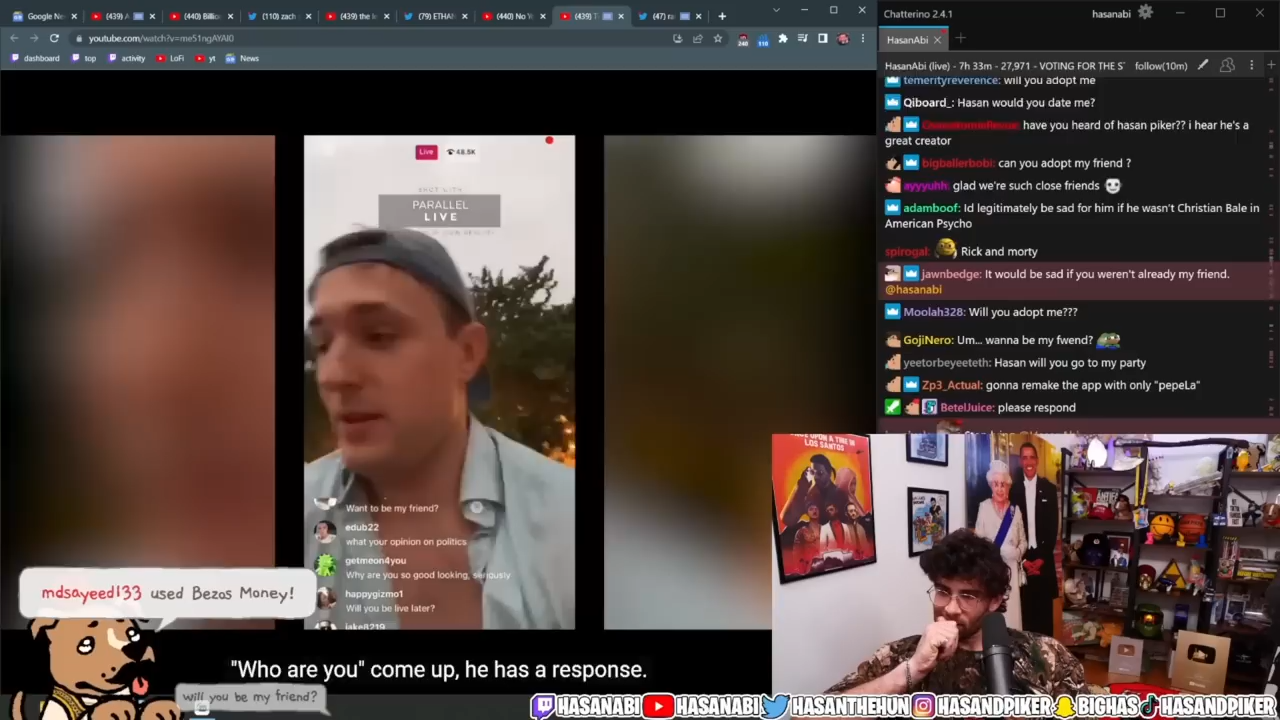 Google Ne
(439) A
(440) Billion
(110) zach
(439) the k
(79) ETHAN
(440) No Y
(439) T
(47) ra
youtube.com/watch?v=me51ngAYAI0
dashboard
top
activity
LoFi
yt
News
Live 48.5K
PARALLEL
LIVE
Want to be my friend?
edub22
what your opinion on politics
getmeon4you
Why are you so good looking, seriously
happygizmo1
Will you be live later?
jake8219
mdsayeed133 used Bezos Money!
will you be my friend?
"Who are you" come up, he has a response.
Chatterino 2.4.1
hasanabi
HasanAbi
HasanAbi (live) - 7h 33m - 27,971 - VOTING FOR THE S
follow(10m)
temerityreverence: will you adopt me
Qiboard_: Hasan would you date me?
have you heard of hasan piker?? i hear he's a
great creator
bigballerbobi: can you adopt my friend ?
ayyyuhh: glad we're such close friends
adamboof: Id legitimately be sad for him if he wasn't Christian Bale in
American Psycho
spirogal: Rick and morty
jawnbedge: It would be sad if you weren't already my friend.
@hasanabi
Moolah328: Will you adopt me???
GojiNero: Um... wanna be my fwend?
yeetorbeyeeteth: Hasan will you go to my party
Zp3_Actual: gonna remake the app with only "pepeLa"
BetelJuice: please respond
ONCE UPON A TIME IN
LOS SANTOS
HASANABI
HASANABI
HASANTHEHUN
HASANDPIKER
BIGHAS
HASANDPIKER